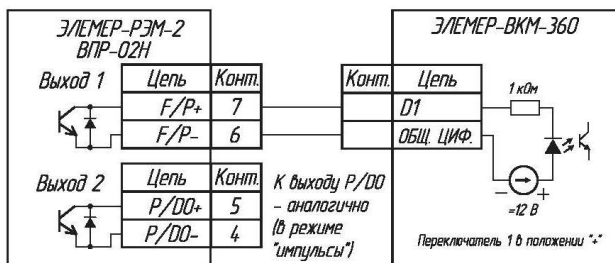 ЭЛЕМЕР-РЭМ-2
ВПР-02Н
ЭЛЕМЕР-ВКМ-360
Выход 1
Цепь Конт.
F/P+ 7
F/P- 6
Конт. Цепь
D1
ОБЩ. ЦИФ.
1 кОм
- +
=12 В
Выход 2
Цепь Конт.
P/DO+ 5
P/DO- 4
К выходу P/DO
- аналогично
(в режиме
"импульсы")
Переключатель 1 в положении "+"